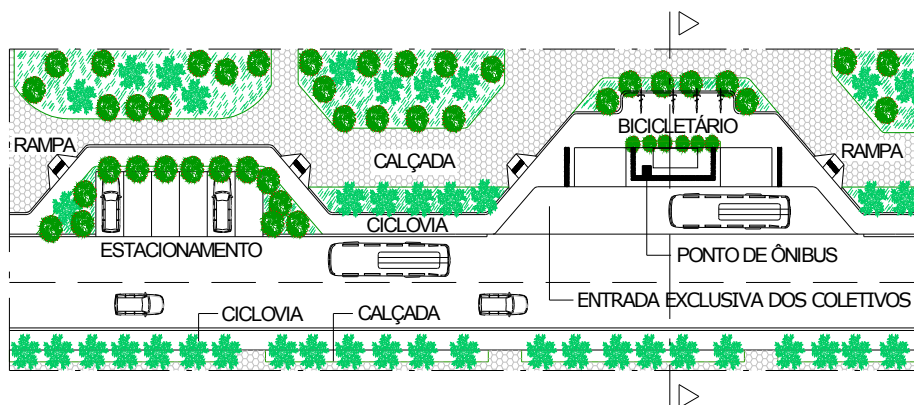 BICICLETÁRIO
RAMPA
CALÇADA
RAMPA
CICLOVIA
ESTACIONAMENTO
PONTO DE ÔNIBUS
ENTRADA EXCLUSIVA DOS COLETIVOS
CICLOVIA
CALÇADA